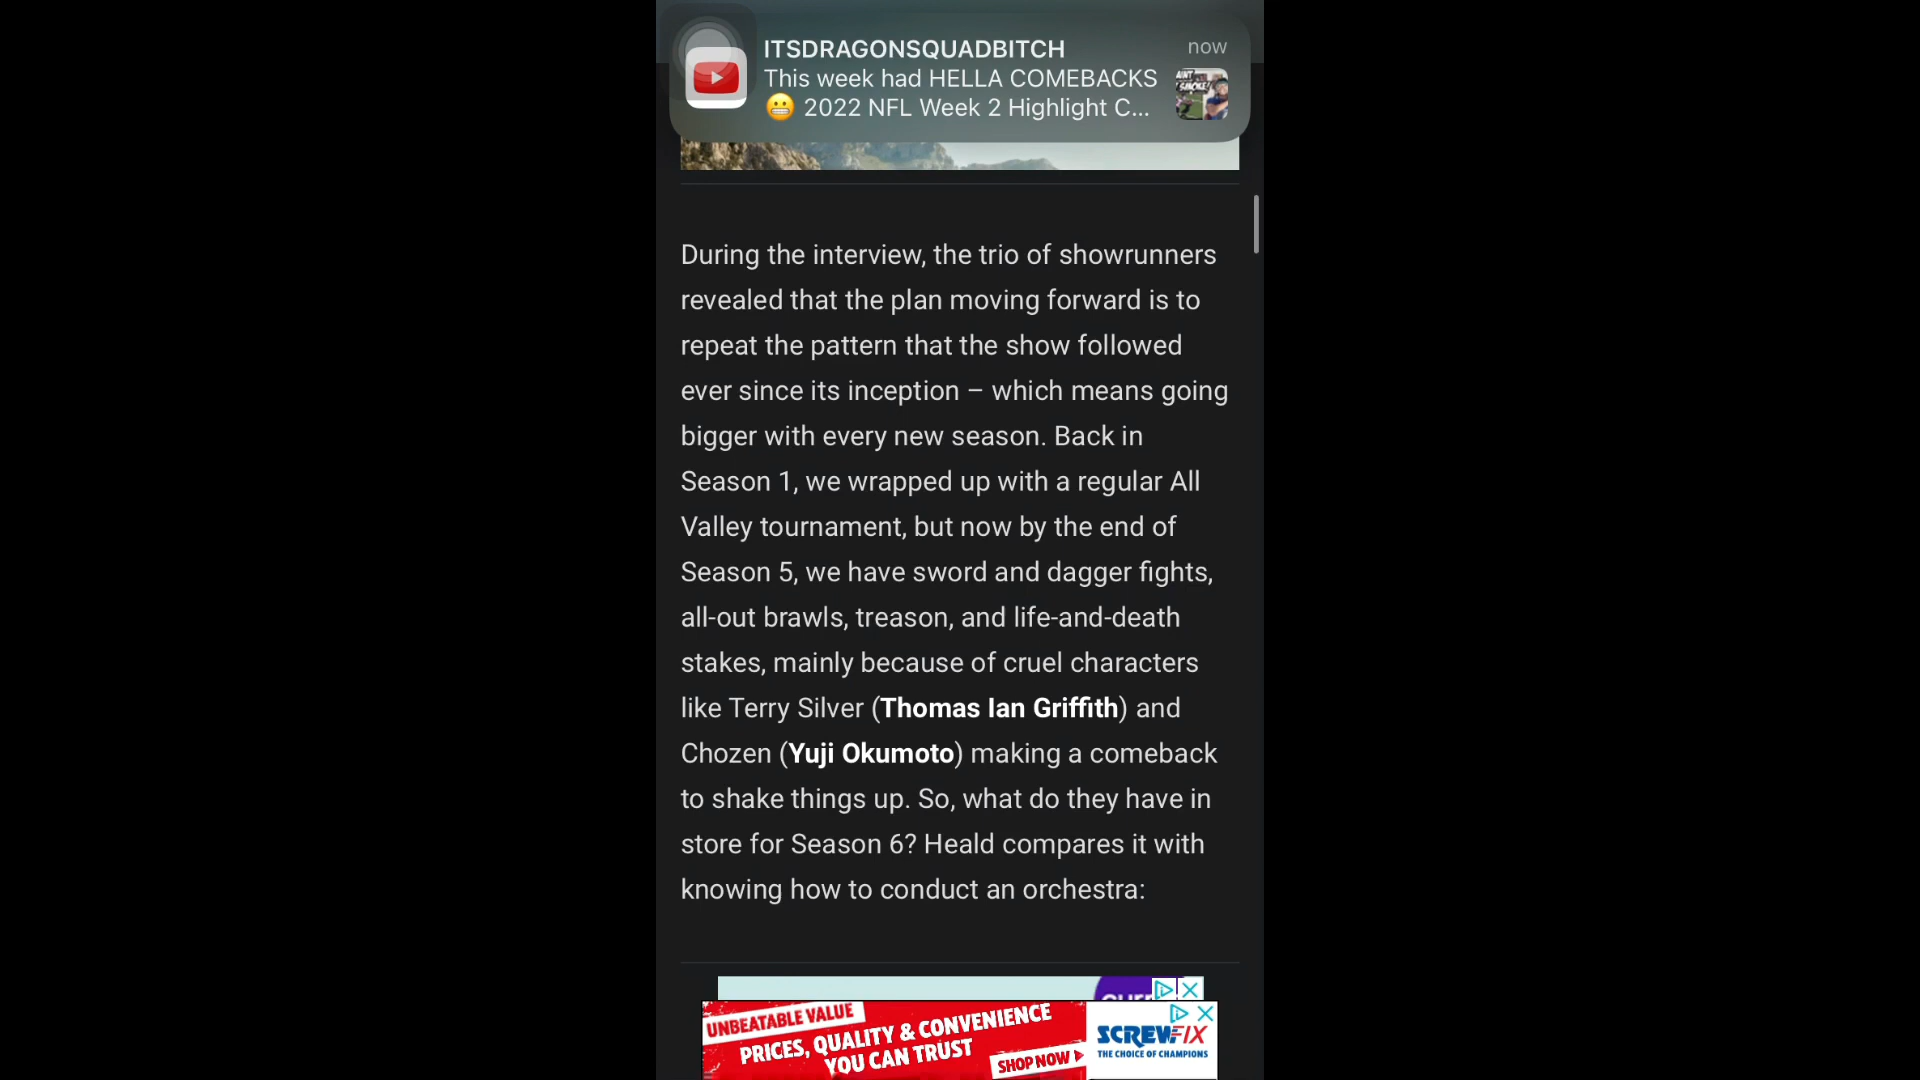 ITSDRAGONSQUADBITCH
now
This week had HELLA COMEBACKS
😬 2022 NFL Week 2 Highlight C...
During the interview, the trio of showrunners
revealed that the plan moving forward is to
repeat the pattern that the show followed
ever since its inception – which means going
bigger with every new season. Back in
Season 1, we wrapped up with a regular All
Valley tournament, but now by the end of
Season 5, we have sword and dagger fights,
all-out brawls, treason, and life-and-death
stakes, mainly because of cruel characters
like Terry Silver (Thomas Ian Griffith) and
Chozen (Yuji Okumoto) making a comeback
to shake things up. So, what do they have in
store for Season 6? Heald compares it with
knowing how to conduct an orchestra:
UNBEATABLE VALUE
PRICES, QUALITY & CONVENIENCE
YOU CAN TRUST
SHOP NOW
SCREWFIX
THE CHOICE OF CHAMPIONS